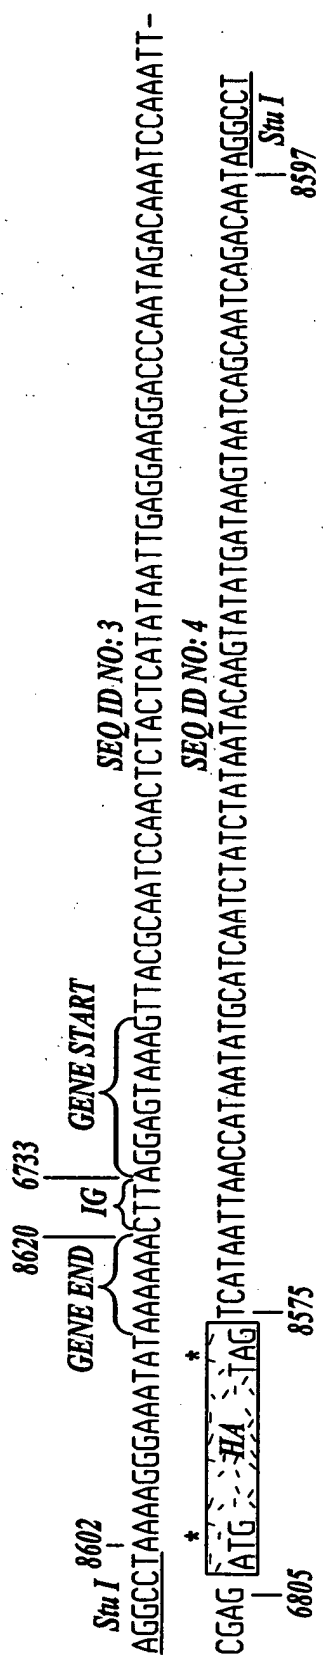 8620 6733
GENE END IG GENE START
Stu I 8602 SEQ ID NO: 3
AGGCCTAAAAGGGAAATATAAAAAACTTAGGAGTAAAGTTACGCAATCCAACTCTACTCATATAATTGAGGAAGGACCCAATAGACAAATCCAAATT-
* * SEQ ID NO: 4
CGAG ATG HA TAG TCATAATTAACCATAATATGCATCAATCTATCTATAATACAAGTATATGATAAGTAATCAGCAATCAGACAATAGGCCT
6805 8575 8597 Stu I